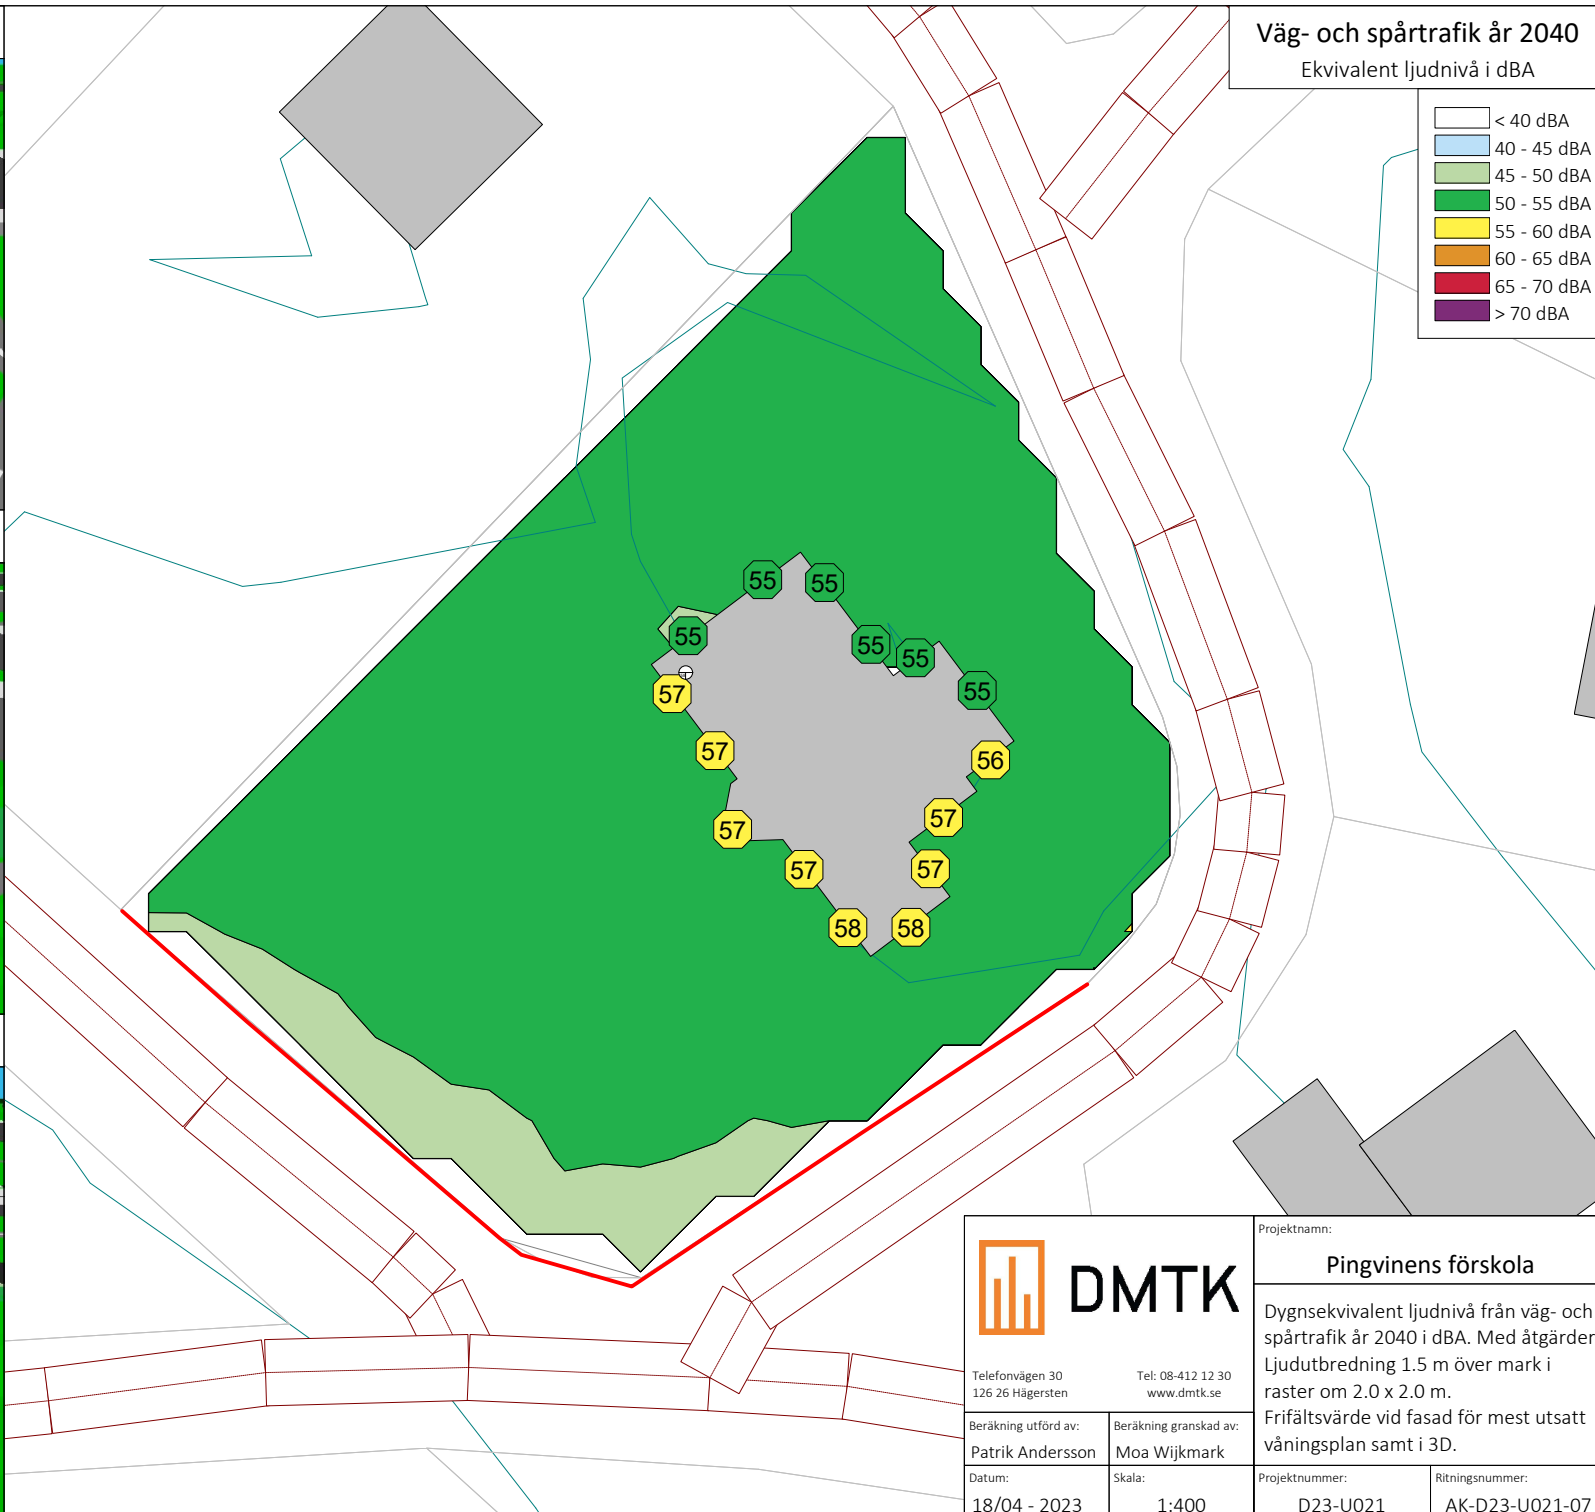 Väg- och spårtrafik år 2040
Ekvivalent ljudnivå i dBA
< 40 dBA
40 - 45 dBA
45 - 50 dBA
50 - 55 dBA
55 - 60 dBA
60 - 65 dBA
65 - 70 dBA
> 70 dBA
55
55
55
55
55
55
57
57
56
57
57
57
57
58
58
DMTK
Telefonvägen 30
126 26 Hägersten
Tel: 08-412 12 30
www.dmtk.se
Projektnamn:
Pingvinens förskola
Dygnsekvivalent ljudnivå från väg- och
spårtrafik år 2040 i dBA. Med åtgärder
Ljudutbredning 1.5 m över mark i
raster om 2.0 x 2.0 m.
Frifältsvärde vid fasad för mest utsatt
våningsplan samt i 3D.
Beräkning utförd av:
Patrik Andersson
Beräkning granskad av:
Moa Wijkmark
Datum:
18/04 - 2023
Skala:
1:400
Projektnummer:
D23-U021
Ritningsnummer:
AK-D23-U021-07